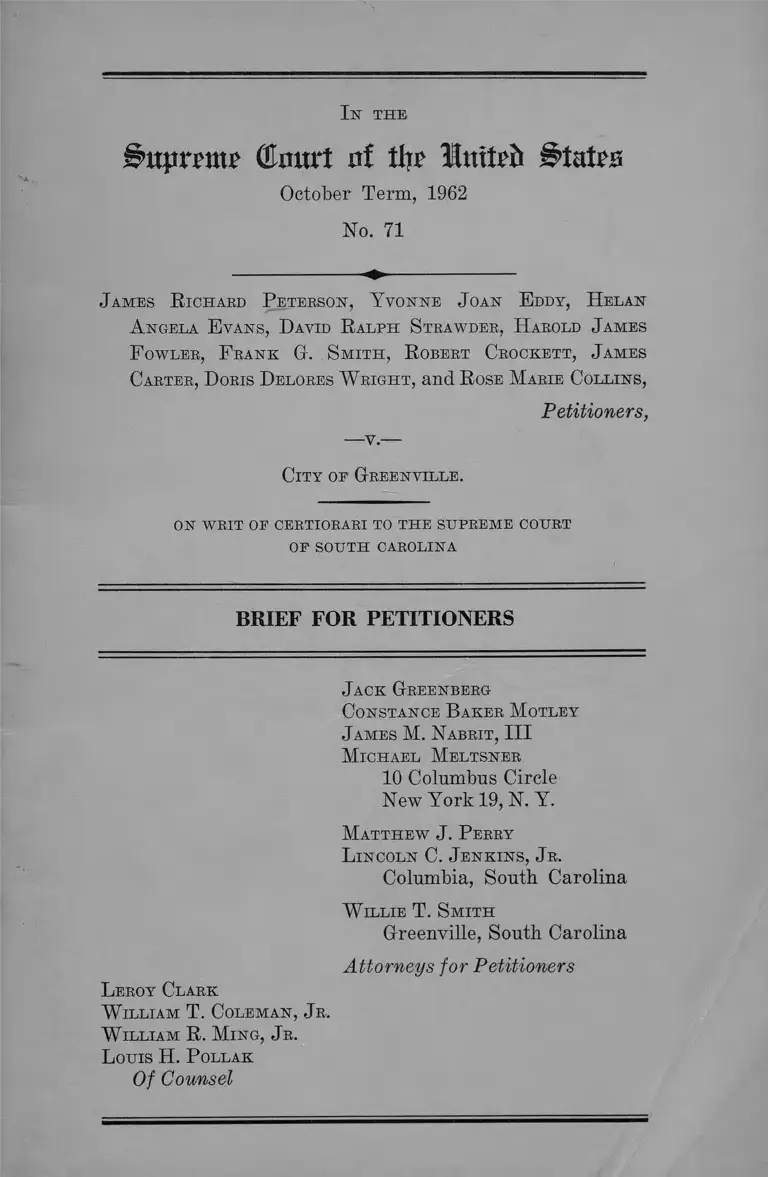 IN THE
Supreme Court of the United States
October Term, 1962
No. 71
JAMES RICHARD PETERSON, YVONNE JOAN EDDY, HELAN
ANGELA EVANS, DAVID RALPH STRAWDER, HAROLD JAMES
FOWLER, FRANK G. SMITH, ROBERT CROCKETT, JAMES
CARTER, DORIS DELORES WRIGHT, and ROSE MARIE COLLINS,
Petitioners,
—v.—
CITY OF GREENVILLE.
ON WRIT OF CERTIORARI TO THE SUPREME COURT
OF SOUTH CAROLINA
BRIEF FOR PETITIONERS
JACK GREENBERG
CONSTANCE BAKER MOTLEY
JAMES M. NABRIT, III
MICHAEL MELTSNER
10 Columbus Circle
New York 19, N. Y.
MATTHEW J. PERRY
LINCOLN C. JENKINS, JR.
Columbia, South Carolina
WILLIE T. SMITH
Greenville, South Carolina
Attorneys for Petitioners
LEROY CLARK
WILLIAM T. COLEMAN, JR.
WILLIAM R. MING, JR.
LOUIS H. POLLAK
Of Counsel